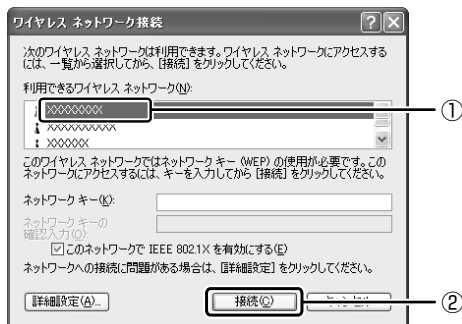 ワイヤレス ネットワーク接続
次のワイヤレス ネットワークは利用できます。ワイヤレス ネットワークにアクセスする
には、一覧から選択してから、[接続] をクリックしてください。
利用できるワイヤレス ネットワーク(N):
XXXXXXXX
①
XXXXXXXXXX
XXXXXX
このワイヤレス ネットワークではネットワーク キー (WEP) の使用が必要です。この
ネットワークにアクセスするには、キーを入力してから [接続] をクリックしてください。
ネットワーク キー(K):
ネットワーク キーの
確認入力(O):
このネットワークで IEEE 802.1X を有効にする(E)
ネットワークへの接続に問題がある場合は、[詳細設定] をクリックしてください。
詳細設定(A)...
接続(C)
キャンセル
②